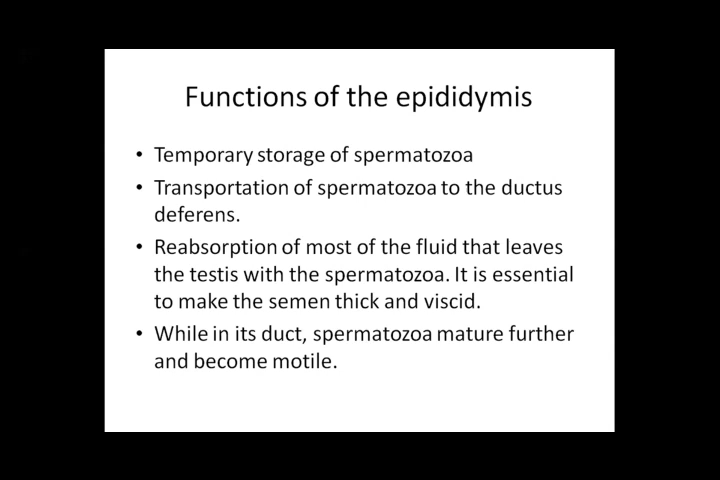 Functions of the epididymis
• Temporary storage of spermatozoa
• Transportation of spermatozoa to the ductus
deferens.
• Reabsorption of most of the fluid that leaves
the testis with the spermatozoa. It is essential
to make the semen thick and viscid.
• While in its duct, spermatozoa mature further
and become motile.